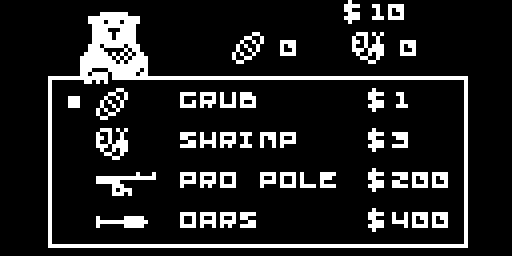 $ 10
0 0
GRUB $ 1
SHRIMP $ 3
PRO POLE $ 200
OARS $ 400